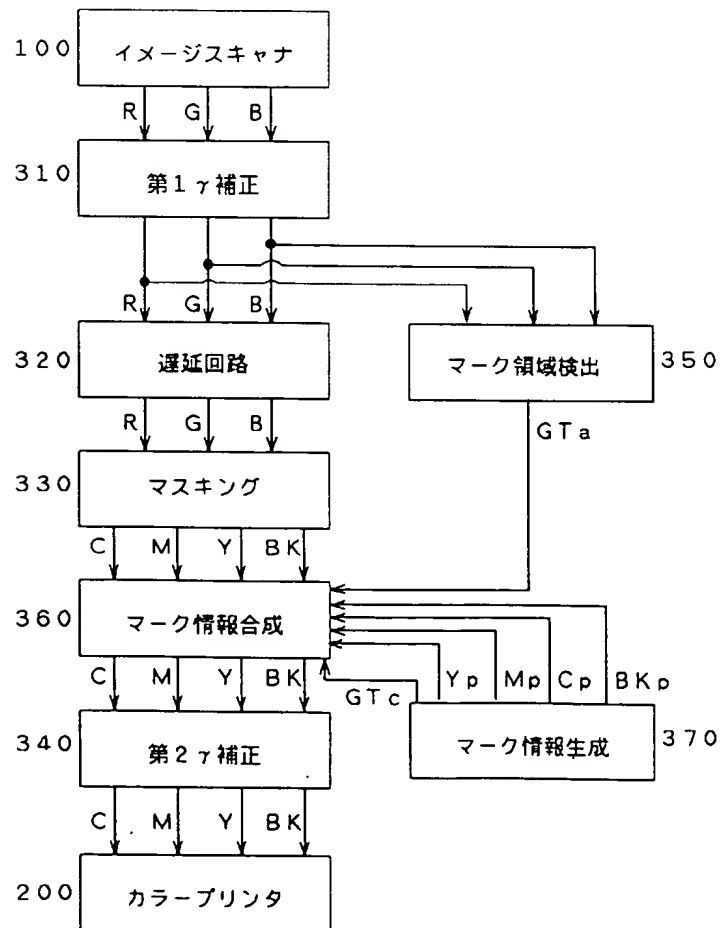 100 イメージスキャナ
R G B
310 第1γ補正
R G B
320 遅延回路
マーク領域検出 350
R G B
GTa
330 マスキング
C M Y BK
360 マーク情報合成
C M Y BK
GTc Yp Mp Cp BKp
340 第2γ補正
マーク情報生成 370
C M Y BK
200 カラープリンタ